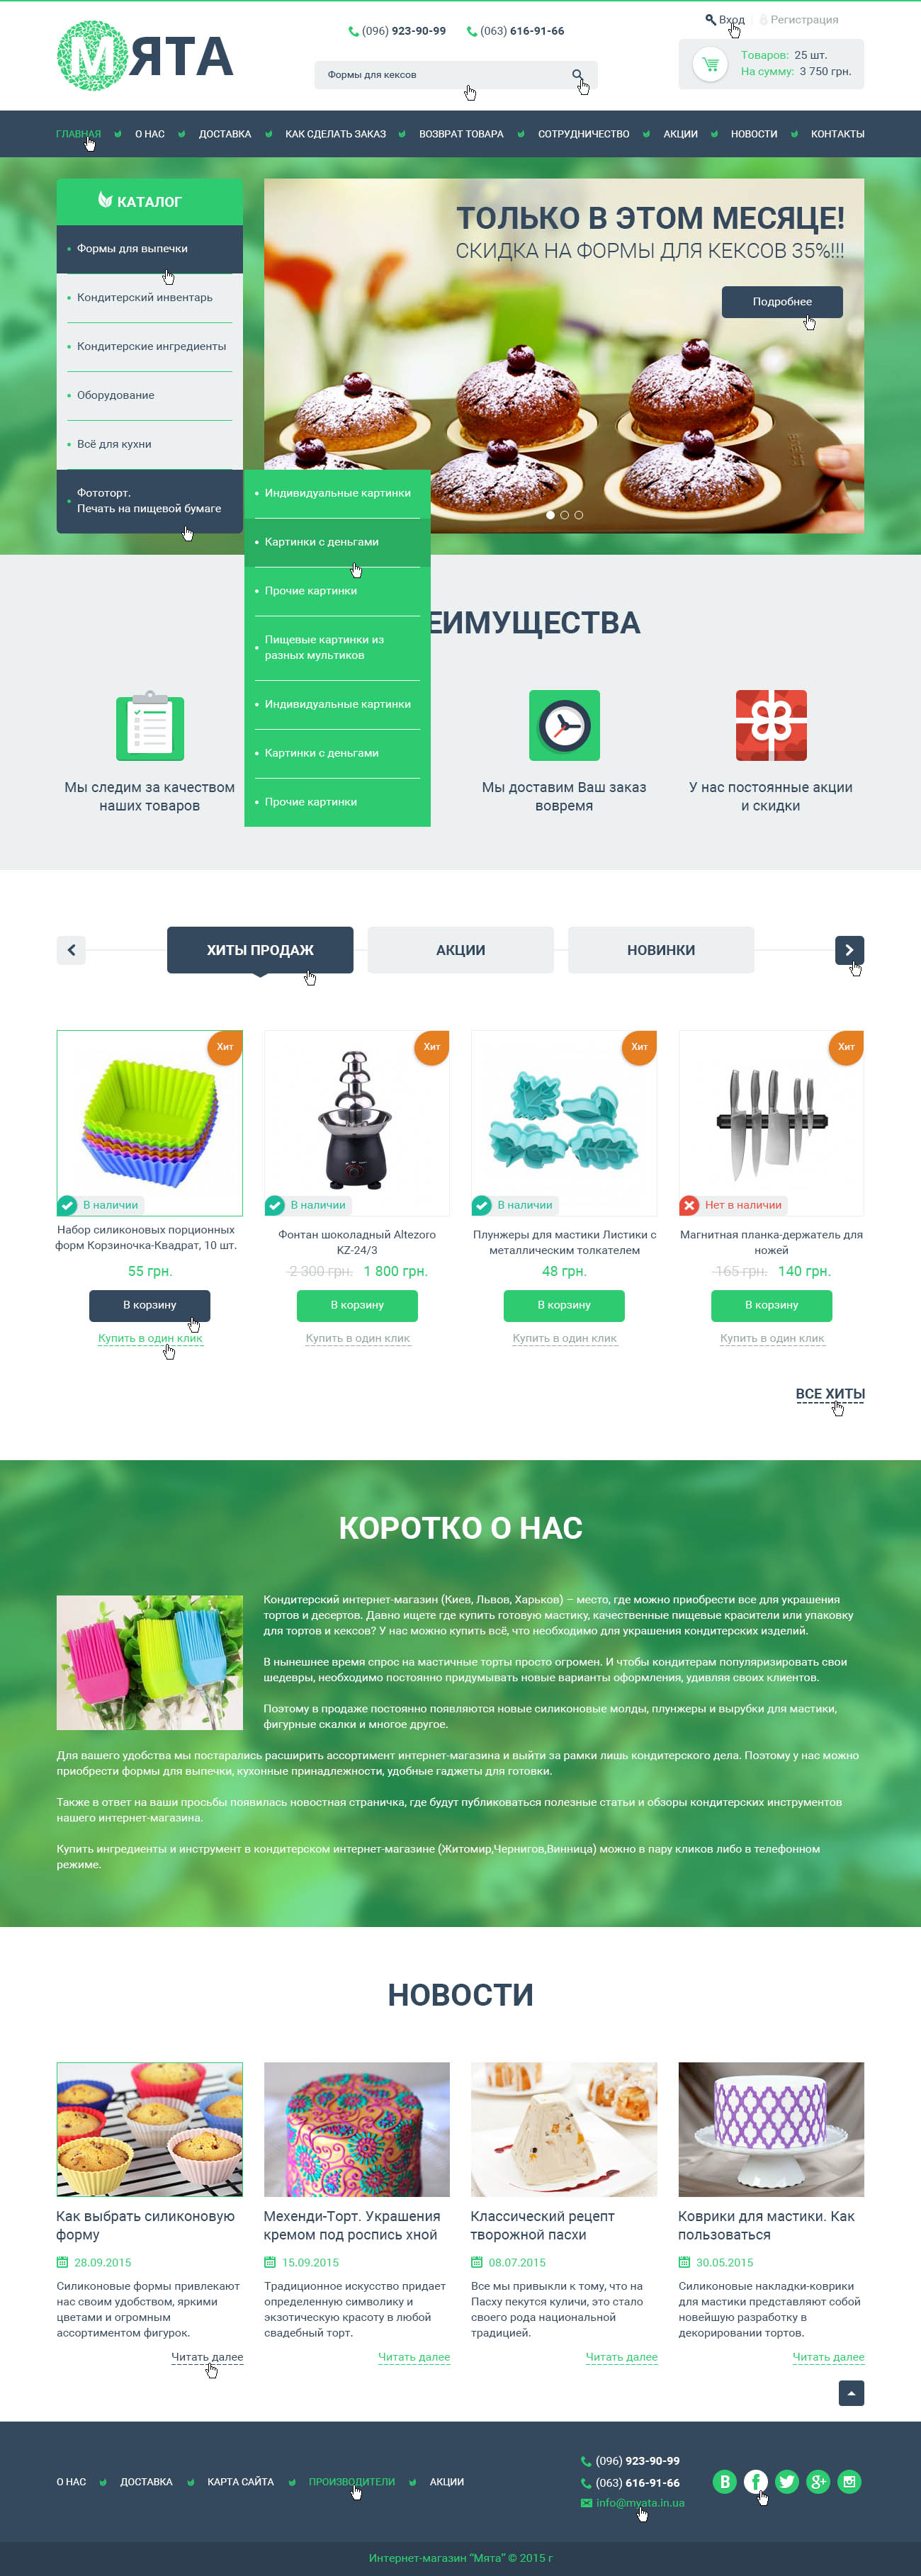 МЯТА
(096) 923-90-99
(063) 616-91-66
Формы для кексов
Вход
Регистрация
Товаров: 25 шт.
На сумму: 3 750 грн.
ГЛАВНАЯ
О НАС
ДОСТАВКА
КАК СДЕЛАТЬ ЗАКАЗ
ВОЗВРАТ ТОВАРА
СОТРУДНИЧЕСТВО
АКЦИИ
НОВОСТИ
КОНТАКТЫ
КАТАЛОГ
Формы для выпечки
Кондитерский инвентарь
Кондитерские ингредиенты
Оборудование
Всё для кухни
Фототорт.
Печать на пищевой бумаге
Индивидуальные картинки
Картинки с деньгами
Прочие картинки
Пищевые картинки из
разных мультиков
Индивидуальные картинки
Картинки с деньгами
Прочие картинки
ТОЛЬКО В ЭТОМ МЕСЯЦЕ!
СКИДКА НА ФОРМЫ ДЛЯ КЕКСОВ 35%!!!
Подробнее
ЕИМУЩЕСТВА
Мы следим за качеством
наших товаров
Мы доставим Ваш заказ
вовремя
У нас постоянные акции
и скидки
ХИТЫ ПРОДАЖ
АКЦИИ
НОВИНКИ
Хит
В наличии
Набор силиконовых порционных
форм Корзиночка-Квадрат, 10 шт.
55 грн.
В корзину
Купить в один клик
Хит
В наличии
Фонтан шоколадный Altezoro
KZ-24/3
2 300 грн. 1 800 грн.
В корзину
Купить в один клик
Хит
В наличии
Плунжеры для мастики Листики с
металлическим толкателем
48 грн.
В корзину
Купить в один клик
Хит
Нет в наличии
Магнитная планка-держатель для
ножей
165 грн. 140 грн.
В корзину
Купить в один клик
ВСЕ ХИТЫ
КОРОТКО О НАС
Кондитерский интернет-магазин (Киев, Львов, Харьков) – место, где можно приобрести все для украшения
тортов и десертов. Давно ищете где купить готовую мастику, качественные пищевые красители или упаковку
для тортов и кексов? У нас можно купить всё, что необходимо для украшения кондитерских изделий.
В нынешнее время спрос на мастичные торты просто огромен. И чтобы кондитерам популяризировать свои
шедевры, необходимо постоянно придумывать новые варианты оформления, удивляя своих клиентов.
Поэтому в продаже постоянно появляются новые силиконовые молды, плунжеры и вырубки для мастики,
фигурные скалки и многое другое.
Для вашего удобства мы постарались расширить ассортимент интернет-магазина и выйти за рамки лишь кондитерского дела. Поэтому у нас можно
приобрести формы для выпечки, кухонные принадлежности, удобные гаджеты для готовки.
Также в ответ на ваши просьбы появилась новостная страничка, где будут публиковаться полезные статьи и обзоры кондитерских инструментов
нашего интернет-магазина.
Купить ингредиенты и инструмент в кондитерском интернет-магазине (Житомир,Чернигов,Винница) можно в пару кликов либо в телефонном
режиме.
НОВОСТИ
Как выбрать силиконовую
форму
28.09.2015
Силиконовые формы привлекают
нас своим удобством, яркими
цветами и огромным
ассортиментом фигурок.
Читать далее
Мехенди-Торт. Украшения
кремом под роспись хной
15.09.2015
Традиционное искусство придает
определенную символику и
экзотическую красоту в любой
свадебный торт.
Читать далее
Классический рецепт
творожной пасхи
08.07.2015
Все мы привыкли к тому, что на
Пасху пекутся куличи, это стало
своего рода национальной
традицией.
Читать далее
Коврики для мастики. Как
пользоваться
30.05.2015
Силиконовые накладки-коврики
для мастики представляют собой
новейшую разработку в
декорировании тортов.
Читать далее
О НАС
ДОСТАВКА
КАРТА САЙТА
ПРОИЗВОДИТЕЛИ
АКЦИИ
(096) 923-90-99
(063) 616-91-66
info@myata.in.ua
Интернет-магазин "Мята" © 2015 г